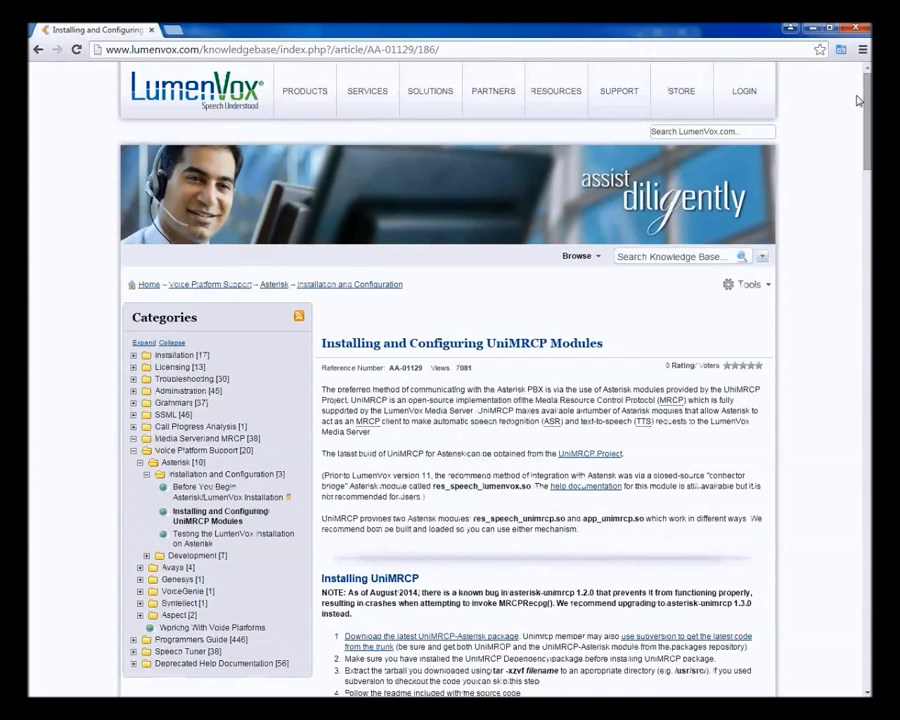 Installing and Configuring
www.lumenvox.com/knowledgebase/index.php?/article/AA-01129/186/
LumenVox®
Speech Understood
PRODUCTS SERVICES SOLUTIONS PARTNERS RESOURCES SUPPORT STORE LOGIN
Search LumenVox.com...
assist
diligently
Browse Search Knowledge Base...
Home → Voice Platform Support → Asterisk → Installation and Configuration Tools
Categories
Expand Collapse
Installation [17]
Licensing [13]
Troubleshooting [30]
Administration [45]
Grammars [37]
SSML [46]
Call Progress Analysis [1]
Media Server and MRCP [38]
Voice Platform Support [20]
Asterisk [10]
Installation and Configuration [3]
Before You Begin
Asterisk/LumenVox Installation
Installing and Configuring
UniMRCP Modules
Testing the LumenVox Installation
on Asterisk
Development [7]
Avaya [4]
Genesys [1]
VoiceGenie [1]
Syntellect [1]
Aspect [2]
Working With Voice Platforms
Programmers Guide [446]
Speech Tuner [38]
Deprecated Help Documentation [56]
Installing and Configuring UniMRCP Modules
Reference Number: AA-01129 Views 7081 0 Rating/ Voters
The preferred method of communicating with the Asterisk PBX is via the use of Asterisk modules provided by the UniMRCP
Project. UniMRCP is an open-source implementation of the Media Resource Control Protocol (MRCP) which is fully
supported by the LumenVox Media Server. UniMRCP makes available a number of Asterisk modules that allow Asterisk to
act as an MRCP client to make automatic speech recognition (ASR) and text-to-speech (TTS) requests to the LumenVox
Media Server.
The latest build of UniMRCP for Asterisk can be obtained from the UniMRCP Project.
(Prior to LumenVox version 11, the recommend method of integration with Asterisk was via a closed-source "connector
bridge" Asterisk module called res_speech_lumenvox.so. The help documentation for this module is still available but it is
not recommended for users.)
UniMRCP provides two Asterisk modules: res_speech_unimrcp.so and app_unimrcp.so which work in different ways. We
recommend both be built and loaded so you can use either mechanism.
Installing UniMRCP
NOTE: As of August 2014, there is a known bug in asterisk-unimrcp 1.2.0 that prevents it from functioning properly,
resulting in crashes when attempting to invoke MRCPRecog(). We recommend upgrading to asterisk-unimrcp 1.3.0
instead.
1 Download the latest UniMRCP-Asterisk package. Unimrcp member may also use subversion to get the latest code
from the trunk (be sure and get both UniMRCP and the UniMRCP-Asterisk module from the packages repository).
2. Make sure you have installed the UniMRCP Dependency package before installing UniMRCP package.
3. Extract the tarball you downloaded using tar -xzvf filename to an appropriate directory (e.g. /usr/src/). If you used
subversion to checkout the code you can skip this step.
4 Follow the readme included with the source code